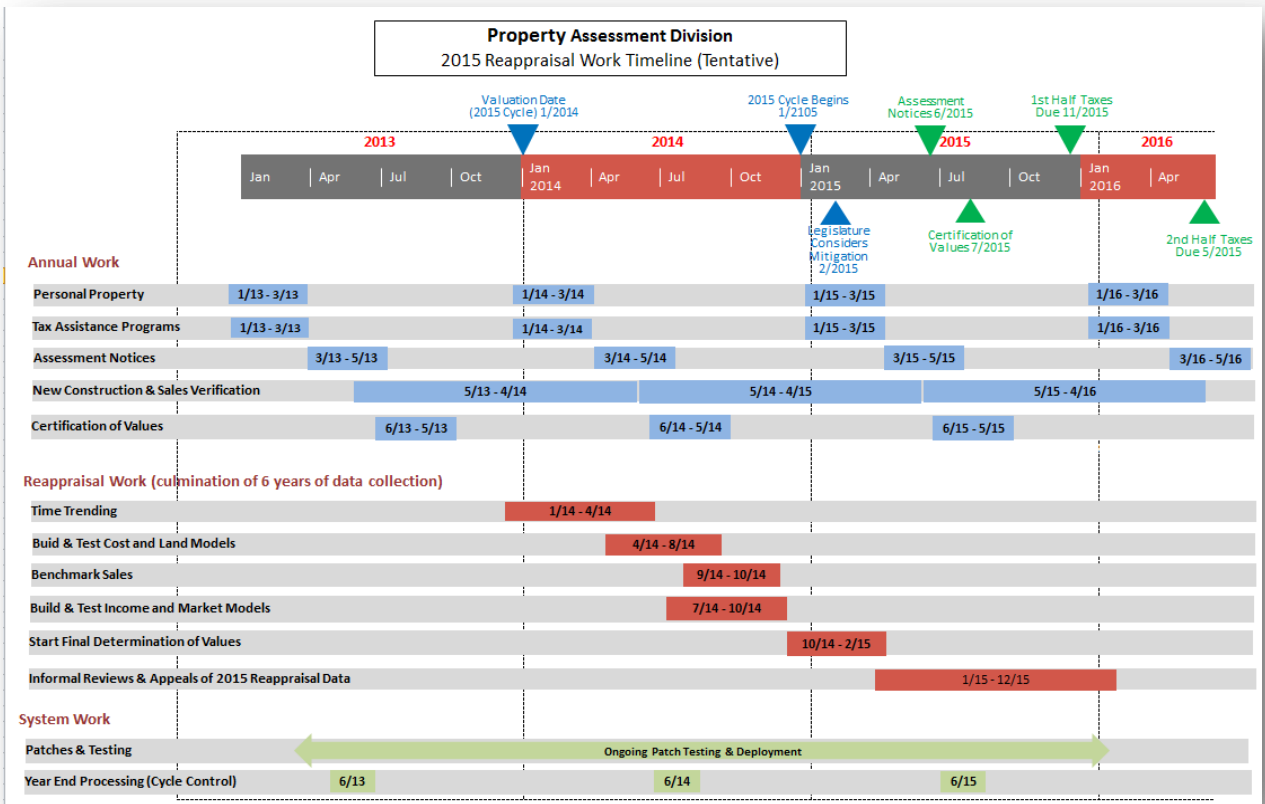 Property Assessment Division
2015 Reappraisal Work Timeline (Tentative)
Valuation Date
(2015 Cycle) 1/2014
2015 Cycle Begins
1/2105
Assessment
Notices 6/2015
1st Half Taxes
Due 11/2015
2013
2014
2015
2016
Jan
Apr
Jul
Oct
Jan
2014
Apr
Jul
Oct
Jan
2015
Apr
Jul
Oct
Jan
2016
Apr
Legislature
Considers
Mitigation
2/2015
Certification of
Values 7/2015
2nd Half Taxes
Due 5/2015
Annual Work
Personal Property
1/13 - 3/13
1/14 - 3/14
1/15 - 3/15
1/16 - 3/16
Tax Assistance Programs
1/13 - 3/13
1/14 - 3/14
1/15 - 3/15
1/16 - 3/16
Assessment Notices
3/13 - 5/13
3/14 - 5/14
3/15 - 5/15
3/16 - 5/16
New Construction & Sales Verification
5/13 - 4/14
5/14 - 4/15
5/15 - 4/16
Certification of Values
6/13 - 5/13
6/14 - 5/14
6/15 - 5/15
Reappraisal Work (culmination of 6 years of data collection)
Time Trending
1/14 - 4/14
Buid & Test Cost and Land Models
4/14 - 8/14
Benchmark Sales
9/14 - 10/14
Build & Test Income and Market Models
7/14 - 10/14
Start Final Determination of Values
10/14 - 2/15
Informal Reviews & Appeals of 2015 Reappraisal Data
1/15 - 12/15
System Work
Patches & Testing
Ongoing Patch Testing & Deployment
Year End Processing (Cycle Control)
6/13
6/14
6/15